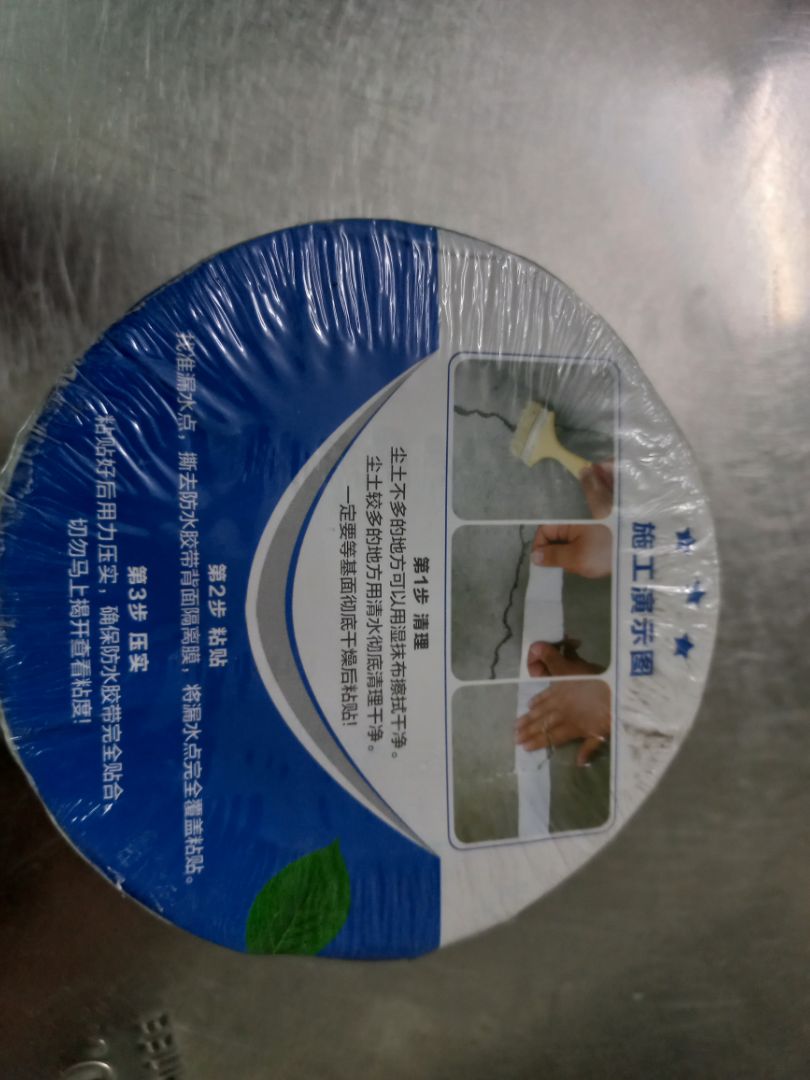 施工演示图
第1步 清理
尘土不多的地方可以用湿抹布擦拭干净。
尘土较多的地方用清水彻底清理干净。
一定要等基面彻底干燥后粘贴!
第2步 粘贴
找准漏水点，撕去防水胶带背面隔离膜，将漏水点完全覆盖粘贴。
第3步 压实
粘贴好后用力压实，确保防水胶带完全贴合。
切勿马上揭开查看粘度!